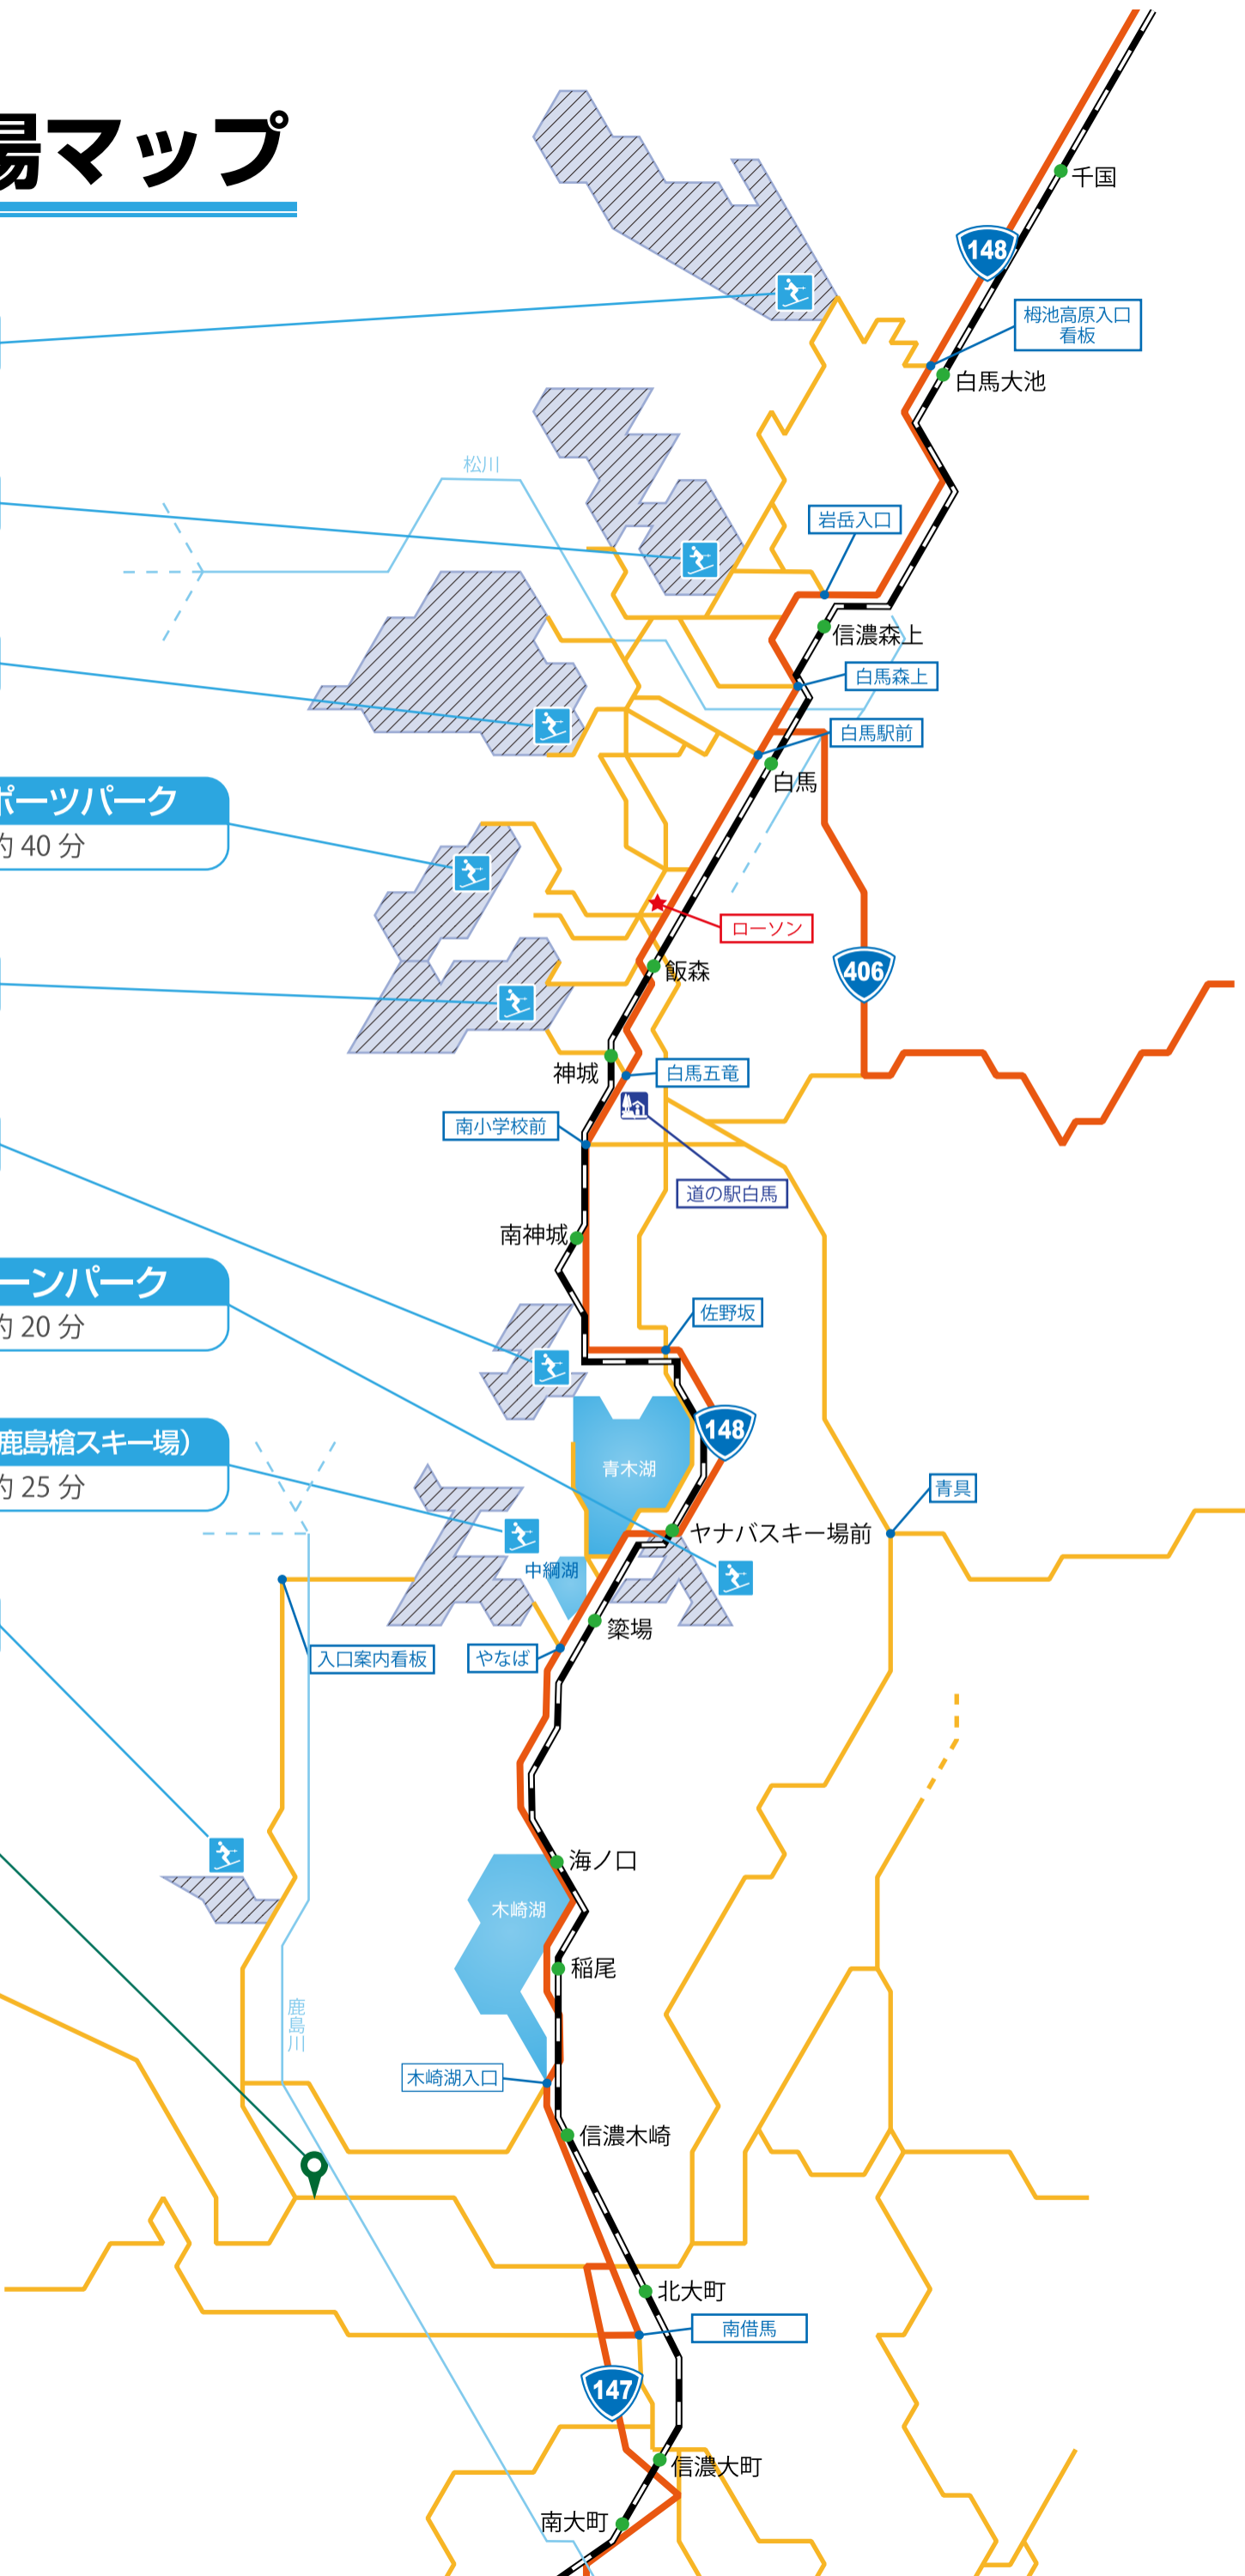 場マップ
千国
148
栂池高原入口
看板
白馬大池
松川
岩岳入口
信濃森上
白馬森上
白馬駅前
白馬
ポーツパーク
約 40 分
ローソン
飯森
406
神城
白馬五竜
南小学校前
道の駅白馬
南神城
ーンパーク
約 20 分
佐野坂
148
鹿島槍スキー場）
約 25 分
青木湖
青具
ヤナバスキー場前
中綱湖
簗場
入口案内看板
やなば
海ノ口
木崎湖
稲尾
鹿島川
木崎湖入口
信濃木崎
北大町
南借馬
147
信濃大町
南大町